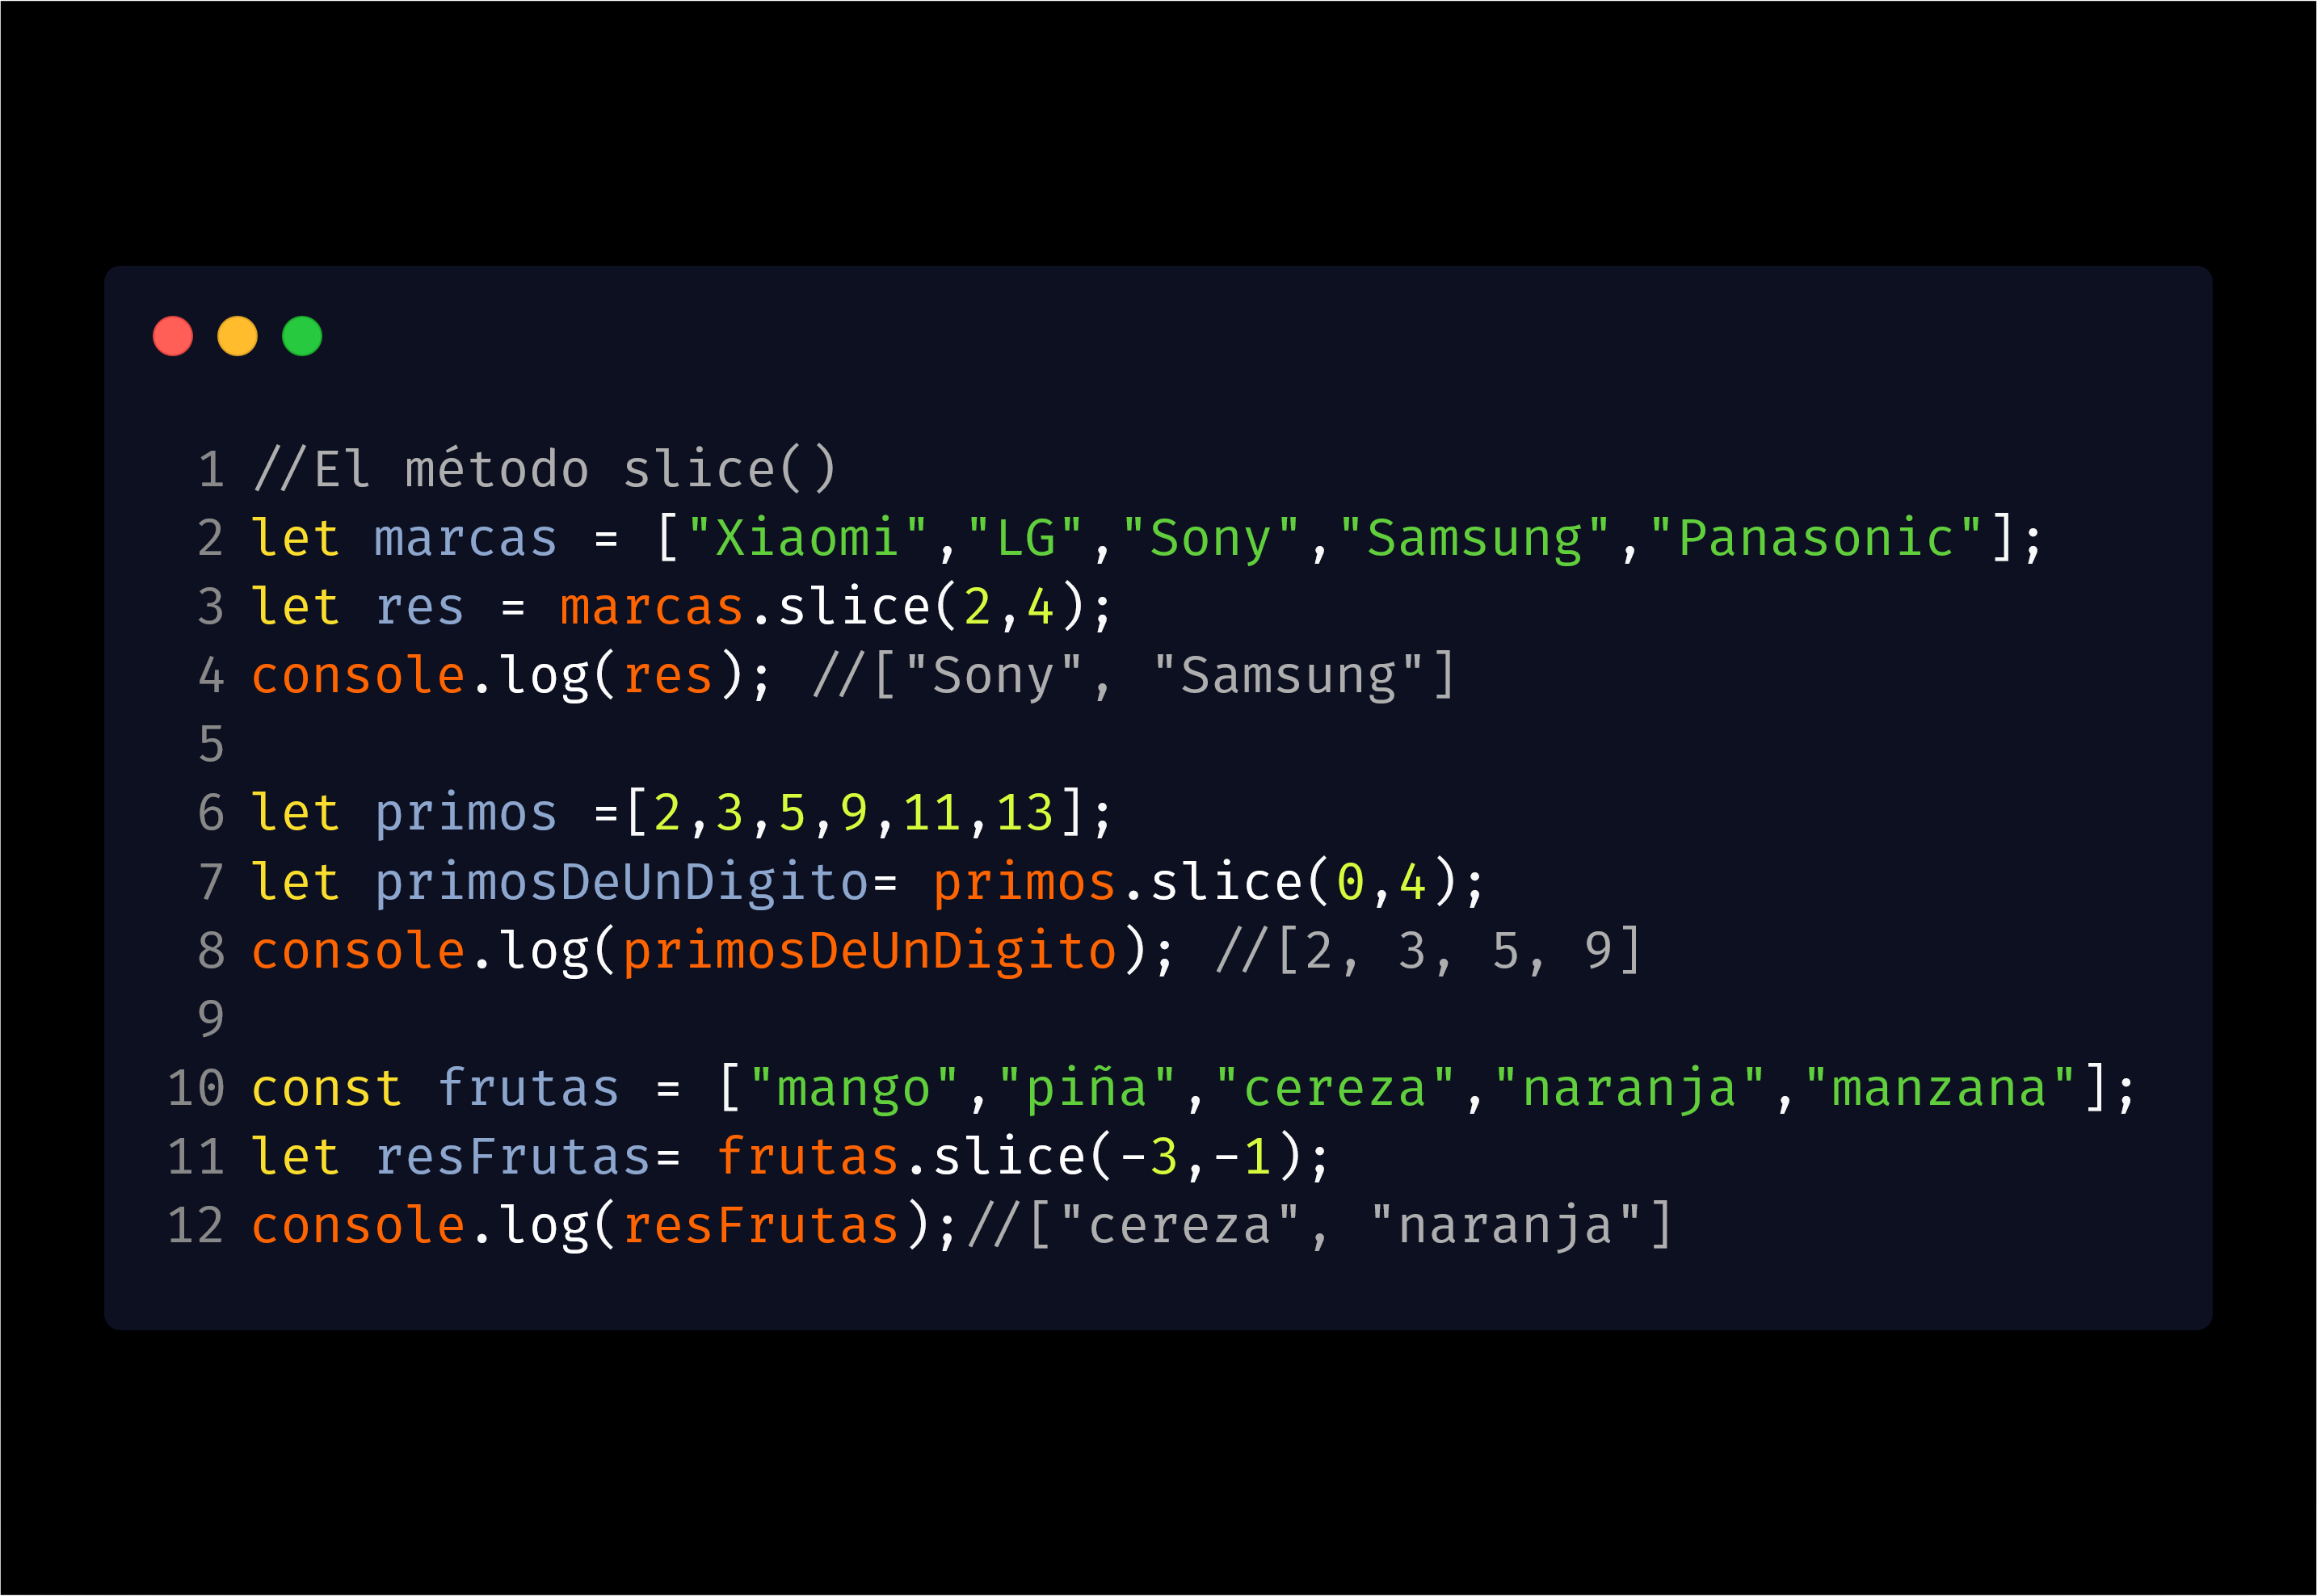 1 //El método slice()
2 let marcas = ["Xiaomi","LG","Sony","Samsung","Panasonic"];
3 let res = marcas.slice(2,4);
4 console.log(res); //["Sony", "Samsung"]
5
6 let primos =[2,3,5,9,11,13];
7 let primosDeUnDigito= primos.slice(0,4);
8 console.log(primosDeUnDigito); //[2, 3, 5, 9]
9
10 const frutas = ["mango","piña","cereza","naranja","manzana"];
11 let resFrutas= frutas.slice(-3,-1);
12 console.log(resFrutas);//["cereza", "naranja"]